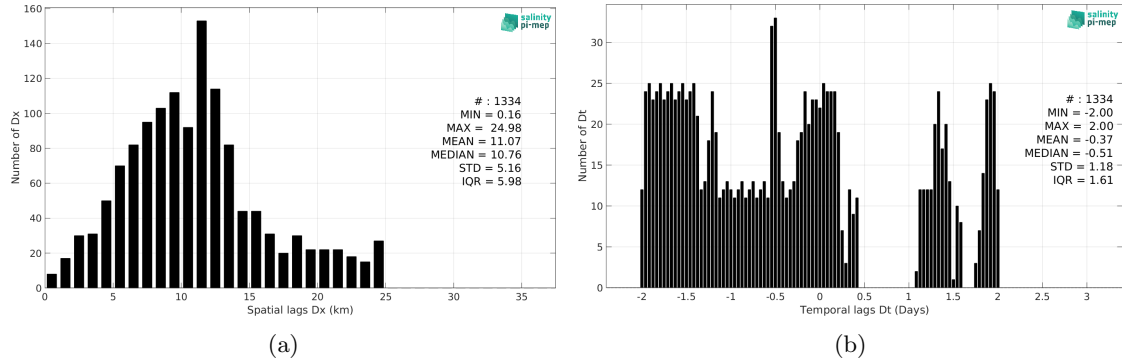 160
140
120
100
80
60
40
20
0
Number of Dx
0
5
10
15
20
25
30
35
Spatial lags Dx (km)
salinity
pi-mep
# : 1334
MIN = 0.16
MAX = 24.98
MEAN = 11.07
MEDIAN = 10.76
STD = 5.16
IQR = 5.98
(a)
30
25
20
15
10
5
0
Number of Dt
-2
-1.5
-1
-0.5
0
0.5
1
1.5
2
2.5
3
Temporal lags Dt (Days)
salinity
pi-mep
# : 1334
MIN = -2.00
MAX = 2.00
MEAN = -0.37
MEDIAN = -0.51
STD = 1.18
IQR = 1.61
(b)